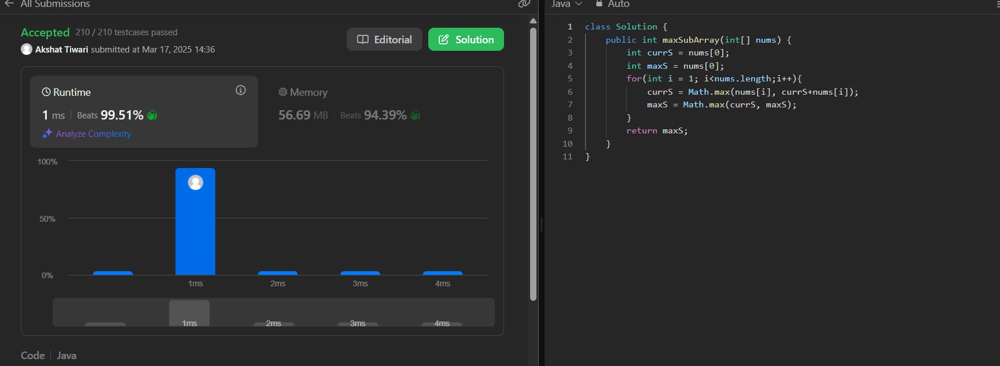 All Submissions
Accepted 210 / 210 testcases passed
Akshat Tiwari submitted at Mar 17, 2025 14:36
Editorial
Solution
Runtime
1 ms Beats 99.51%
Analyze Complexity
Memory
56.69 MB Beats 94.39%
100%
50%
0%
1ms 2ms 3ms 4ms
1ms 2ms 3ms 4ms
Code Java
Java Auto
1 class Solution {
2     public int maxSubArray(int[] nums) {
3         int currS = nums[0];
4         int maxS = nums[0];
5         for(int i = 1; i<nums.length;i++){
6             currS = Math.max(nums[i], currS+nums[i]);
7             maxS = Math.max(currS, maxS);
8         }
9         return maxS;
10     }
11 }